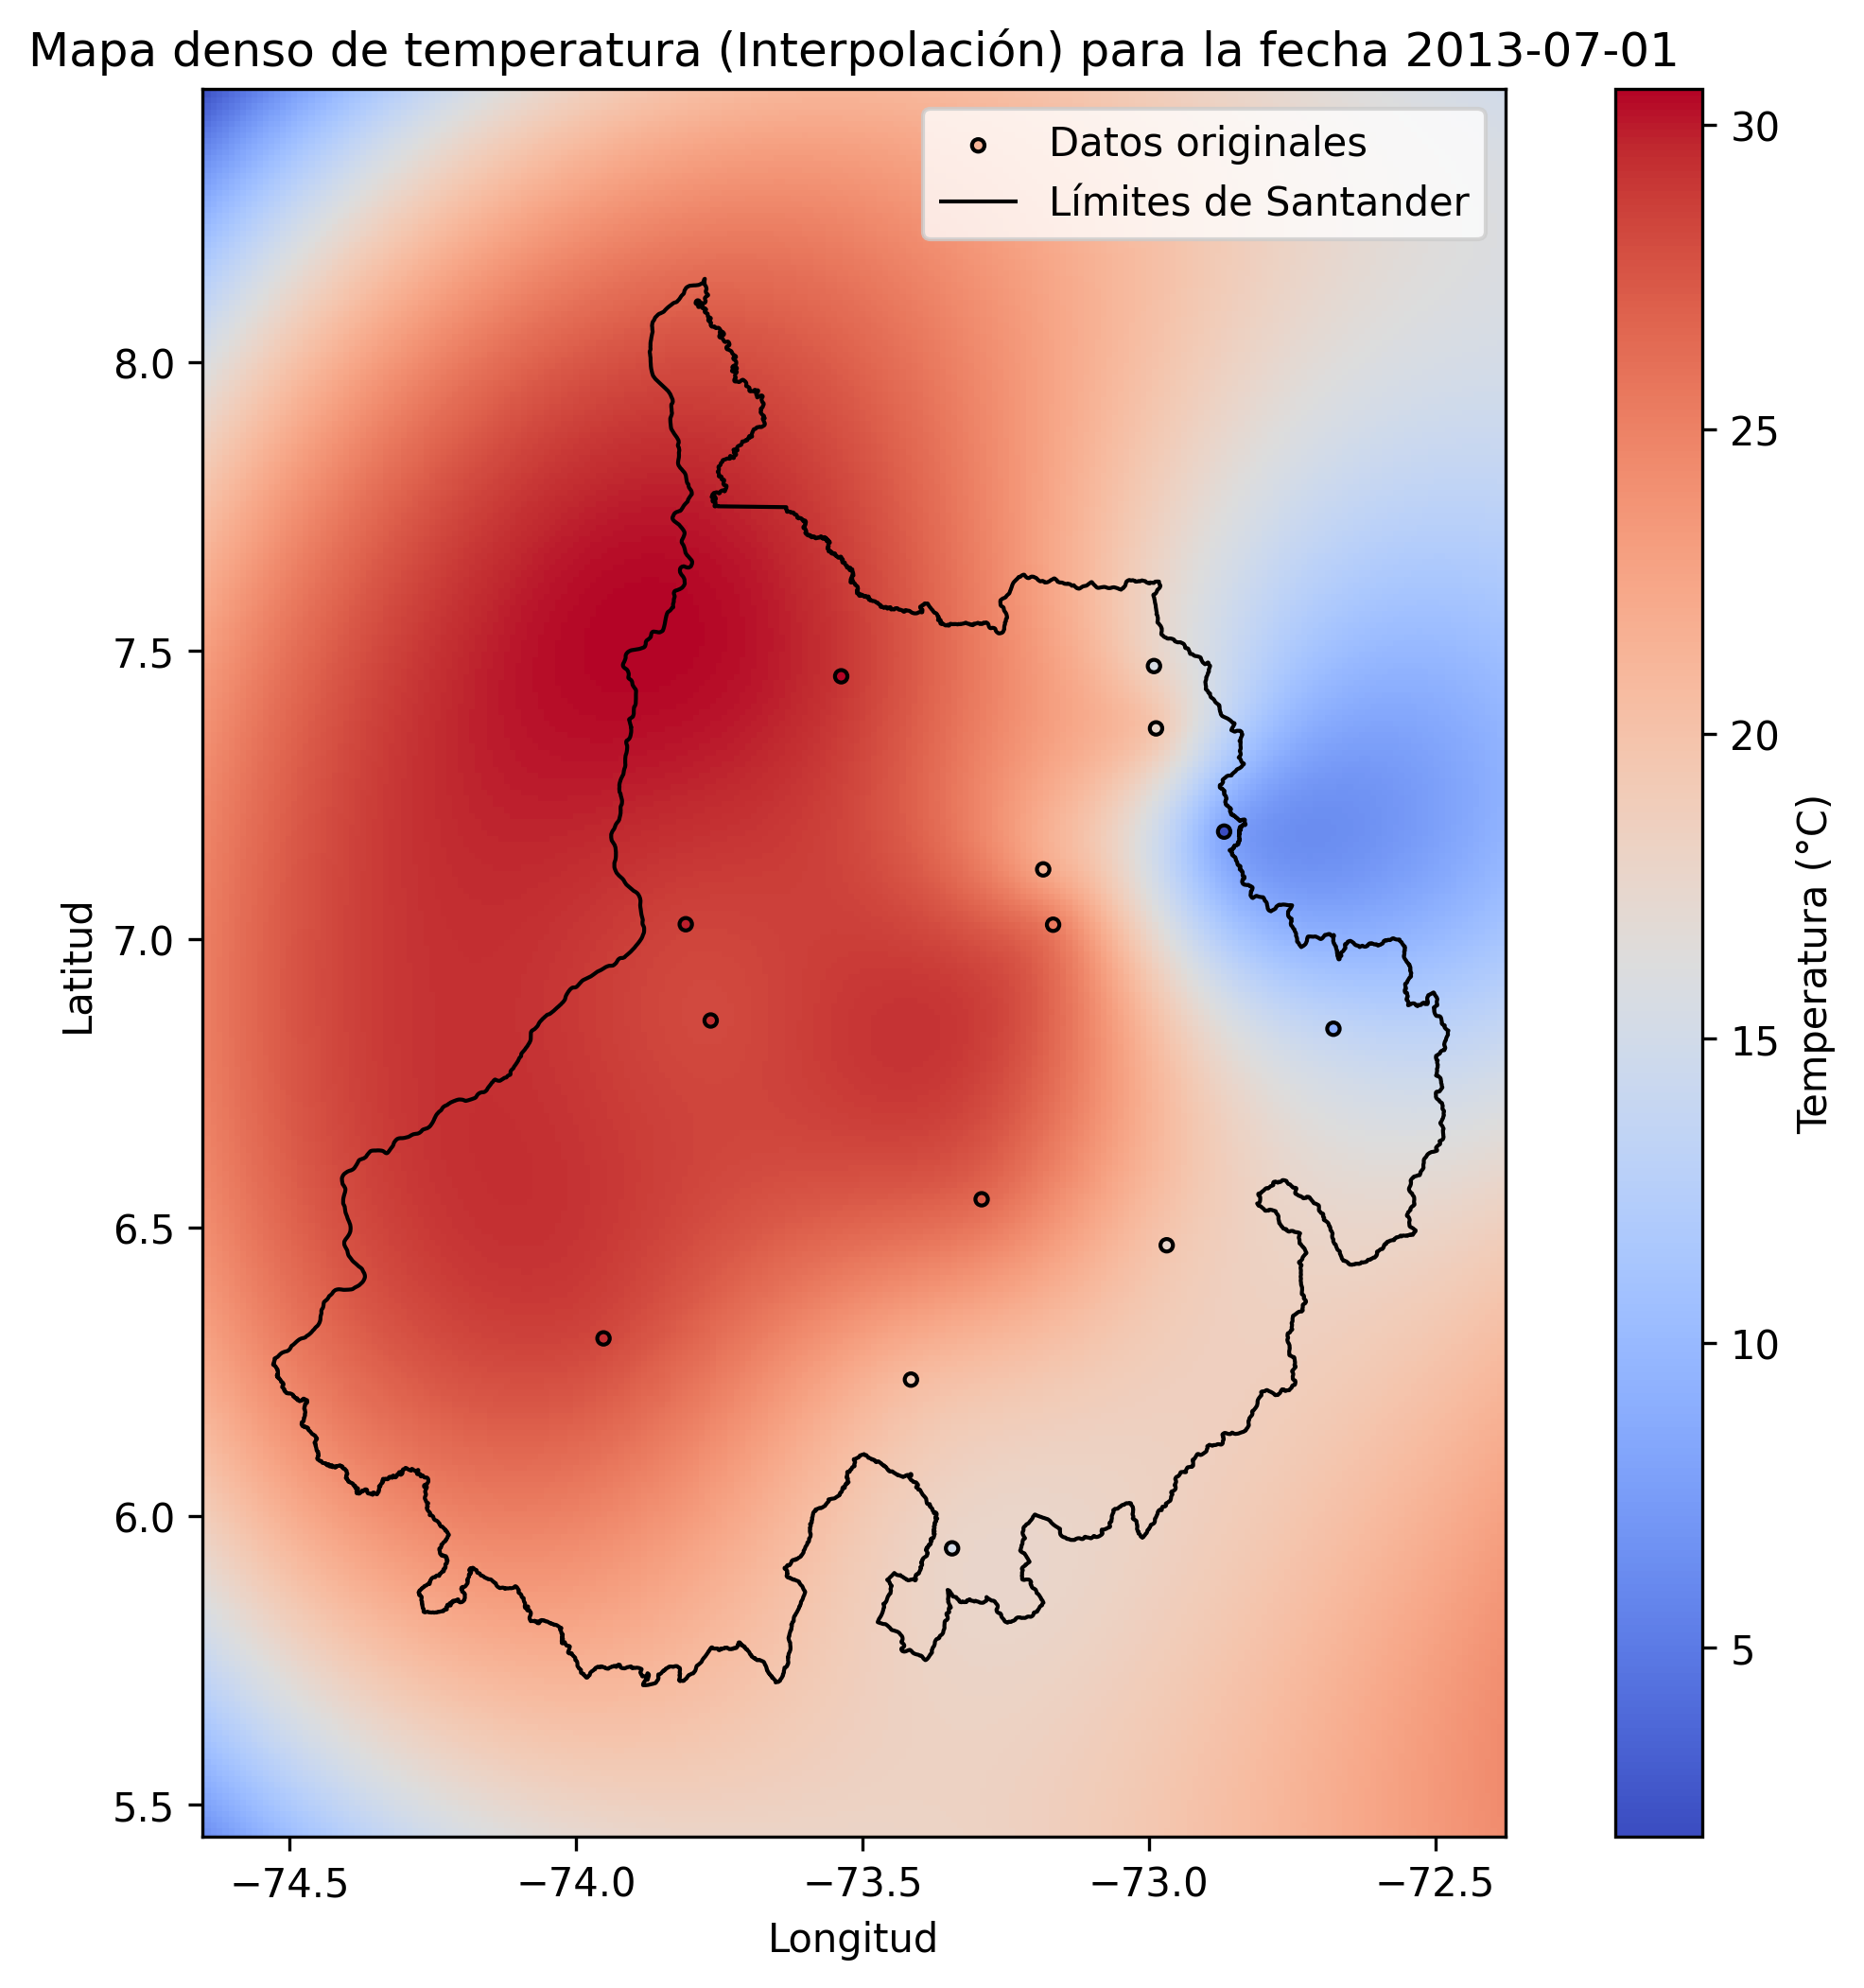 Mapa denso de temperatura (Interpolación) para la fecha 2013-07-01
Datos originales
Límites de Santander
8.0
7.5
7.0
6.5
6.0
5.5
Latitud
−74.5
−74.0
−73.5
−73.0
−72.5
Longitud
30
25
20
15
10
5
Temperatura (°C)